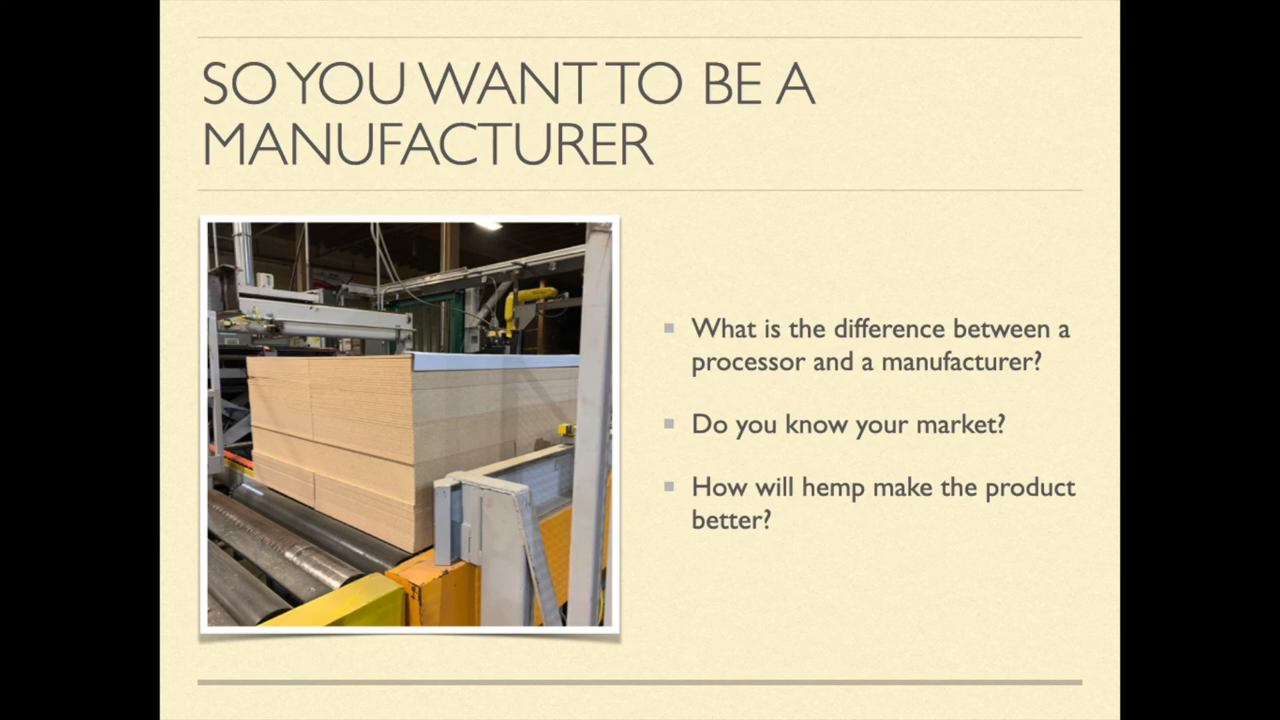 SO YOU WANT TO BE A
MANUFACTURER
What is the difference between a
processor and a manufacturer?
Do you know your market?
How will hemp make the product
better?